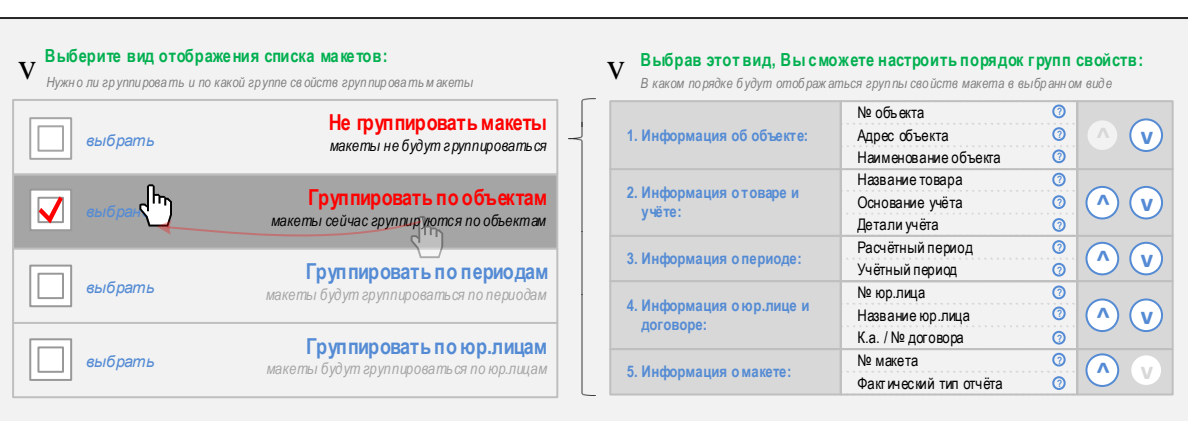 v Выберите вид отображения списка макетов:
Нужно ли группировать и по какой группе свойств группировать макеты
выбрать
Не группировать макеты
макеты не будут группироваться
выбран
Группировать по объектам
макеты сейчас группируются по объектам
выбрать
Группировать по периодам
макеты будут группироваться по периодам
выбрать
Группировать по юр.лицам
макеты будут группироваться по юр.лицам
v Выбрав этот вид, Вы сможете настроить порядок групп свойств:
В каком порядке будут отображаться группы свойств макета в выбранном виде
1. Информация об объекте:
№ объекта ?
Адрес объекта ?
Наименование объекта ?
^ v
2. Информация о товаре и
учёте:
Название товара ?
Основание учёта ?
Детали учёта ?
^ v
3. Информация о периоде:
Расчётный период ?
Учётный период ?
^ v
4. Информация о юр.лице и
договоре:
№ юр.лица ?
Название юр.лица ?
К.а. / № договора ?
^ v
5. Информация о макете:
№ макета ?
Фактический тип отчёта ?
^ v